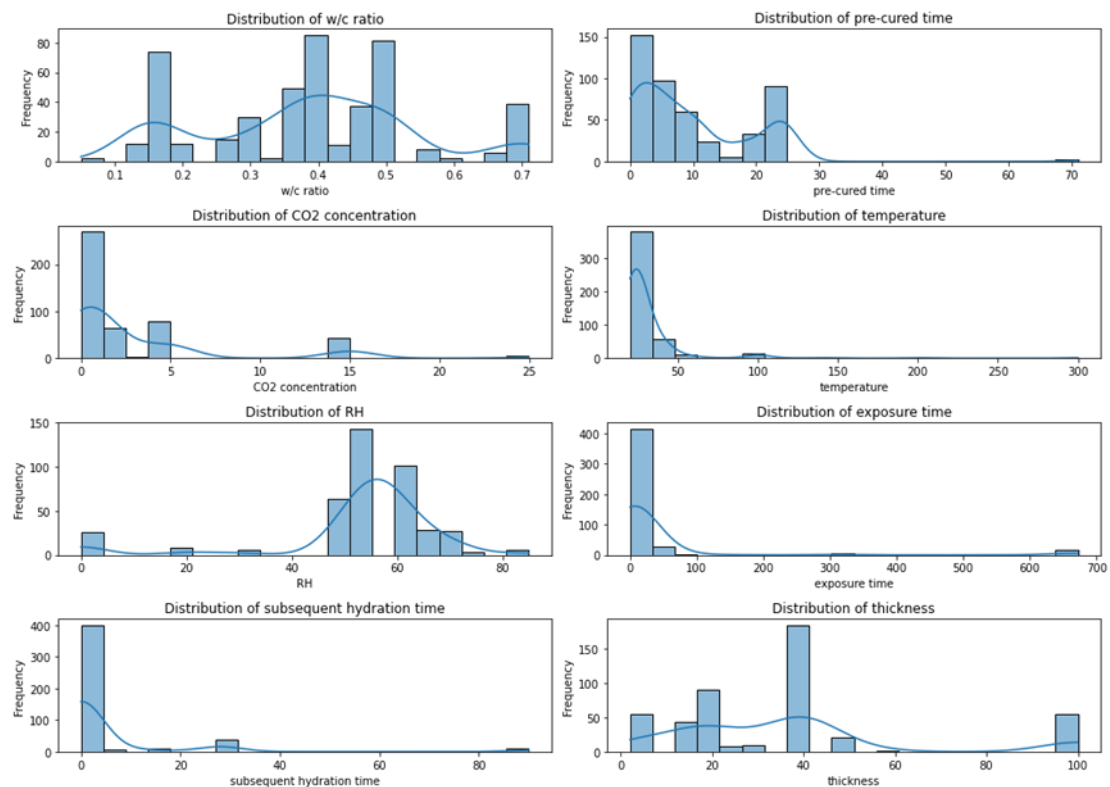 Distribution of w/c ratio
Frequency
80
60
40
20
0
0.1 0.2 0.3 0.4 0.5 0.6 0.7
w/c ratio
Distribution of pre-cured time
Frequency
150
100
50
0
0 10 20 30 40 50 60 70
pre-cured time
Distribution of CO2 concentration
Frequency
200
100
0
0 5 10 15 20 25
CO2 concentration
Distribution of temperature
Frequency
300
200
100
0
50 100 150 200 250 300
temperature
Distribution of RH
Frequency
150
100
50
0
0 20 40 60 80
RH
Distribution of exposure time
Frequency
400
300
200
100
0
0 100 200 300 400 500 600 700
exposure time
Distribution of subsequent hydration time
Frequency
400
300
200
100
0
0 20 40 60 80
subsequent hydration time
Distribution of thickness
Frequency
150
100
50
0
0 20 40 60 80 100
thickness